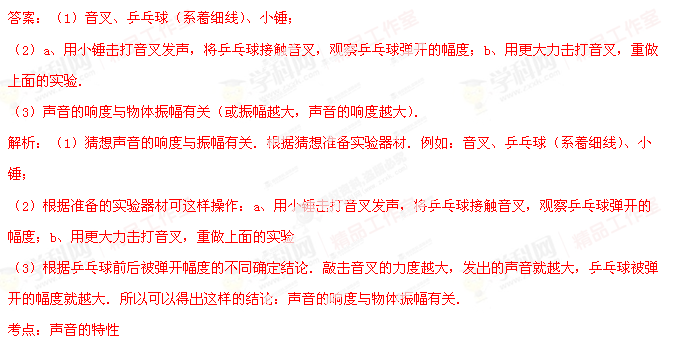 答案：（1）音叉、乒乓球（系着细线）、小锤；
（2）a、用小锤击打音叉发声，将乒乓球接触音叉，观察乒乓球弹开的幅度；b、用更大力击打音叉，重做
上面的实验．
（3）声音的响度与物体振幅有关（或振幅越大，声音的响度越大）．
解析：（1）猜想声音的响度与振幅有关．根据猜想准备实验器材．例如：音叉、乒乓球（系着细线）、小
锤；
（2）根据准备的实验器材可这样操作：a、用小锤击打音叉发声，将乒乓球接触音叉，观察乒乓球弹开的
幅度；b、用更大力击打音叉，重做上面的实验
（3）根据乒乓球前后被弹开幅度的不同确定结论．敲击音叉的力度越大，发出的声音就越大，乒乓球被弹
开的幅度就越大．所以可以得出这样的结论：声音的响度与物体振幅有关．
考点：声音的特性